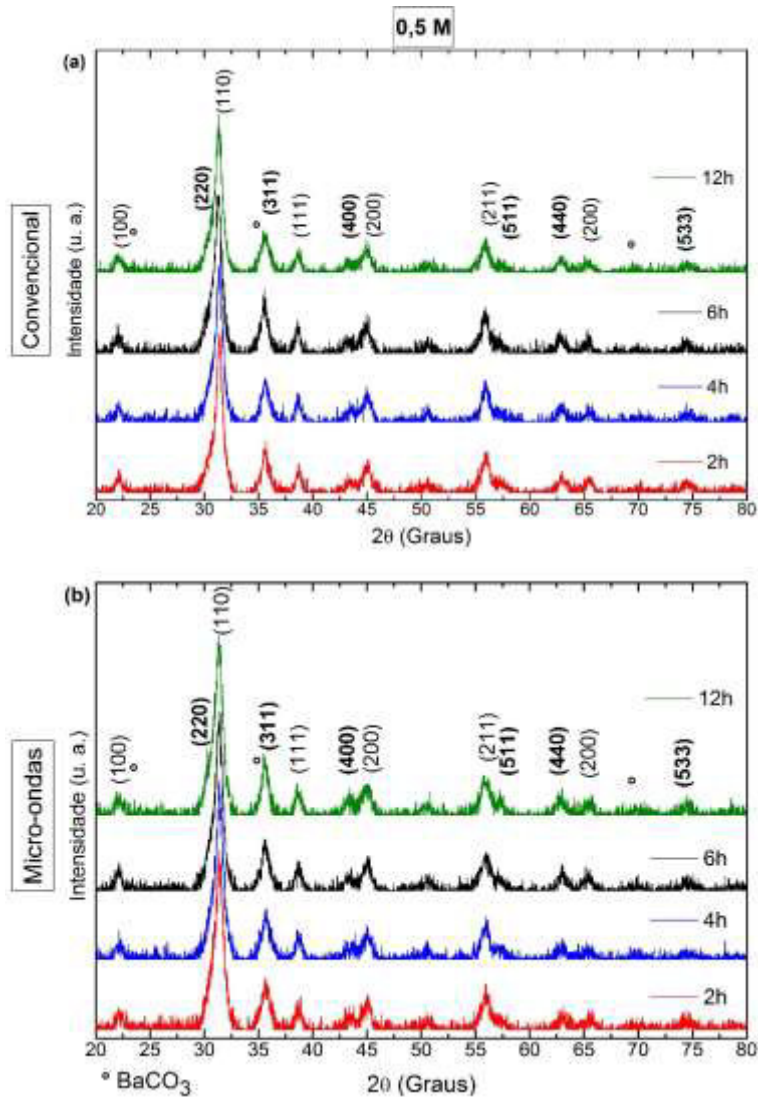 0,5 M
Convencional
(a)
Intensidade (u. a.)
(100)
°
(220)
(110)
°
(311)
(111)
(400)
(200)
(211)
(511)
(440)
(200)
°
(533)
12h
6h
4h
2h
20 25 30 35 40 45 50 55 60 65 70 75 80
2θ (Graus)
Micro-ondas
(b)
Intensidade (u. a.)
(100)
°
(220)
(110)
°
(311)
(111)
(400)
(200)
(211)
(511)
(440)
(200)
°
(533)
12h
6h
4h
2h
20 25 30 35 40 45 50 55 60 65 70 75 80
° BaCO₃
2θ (Graus)